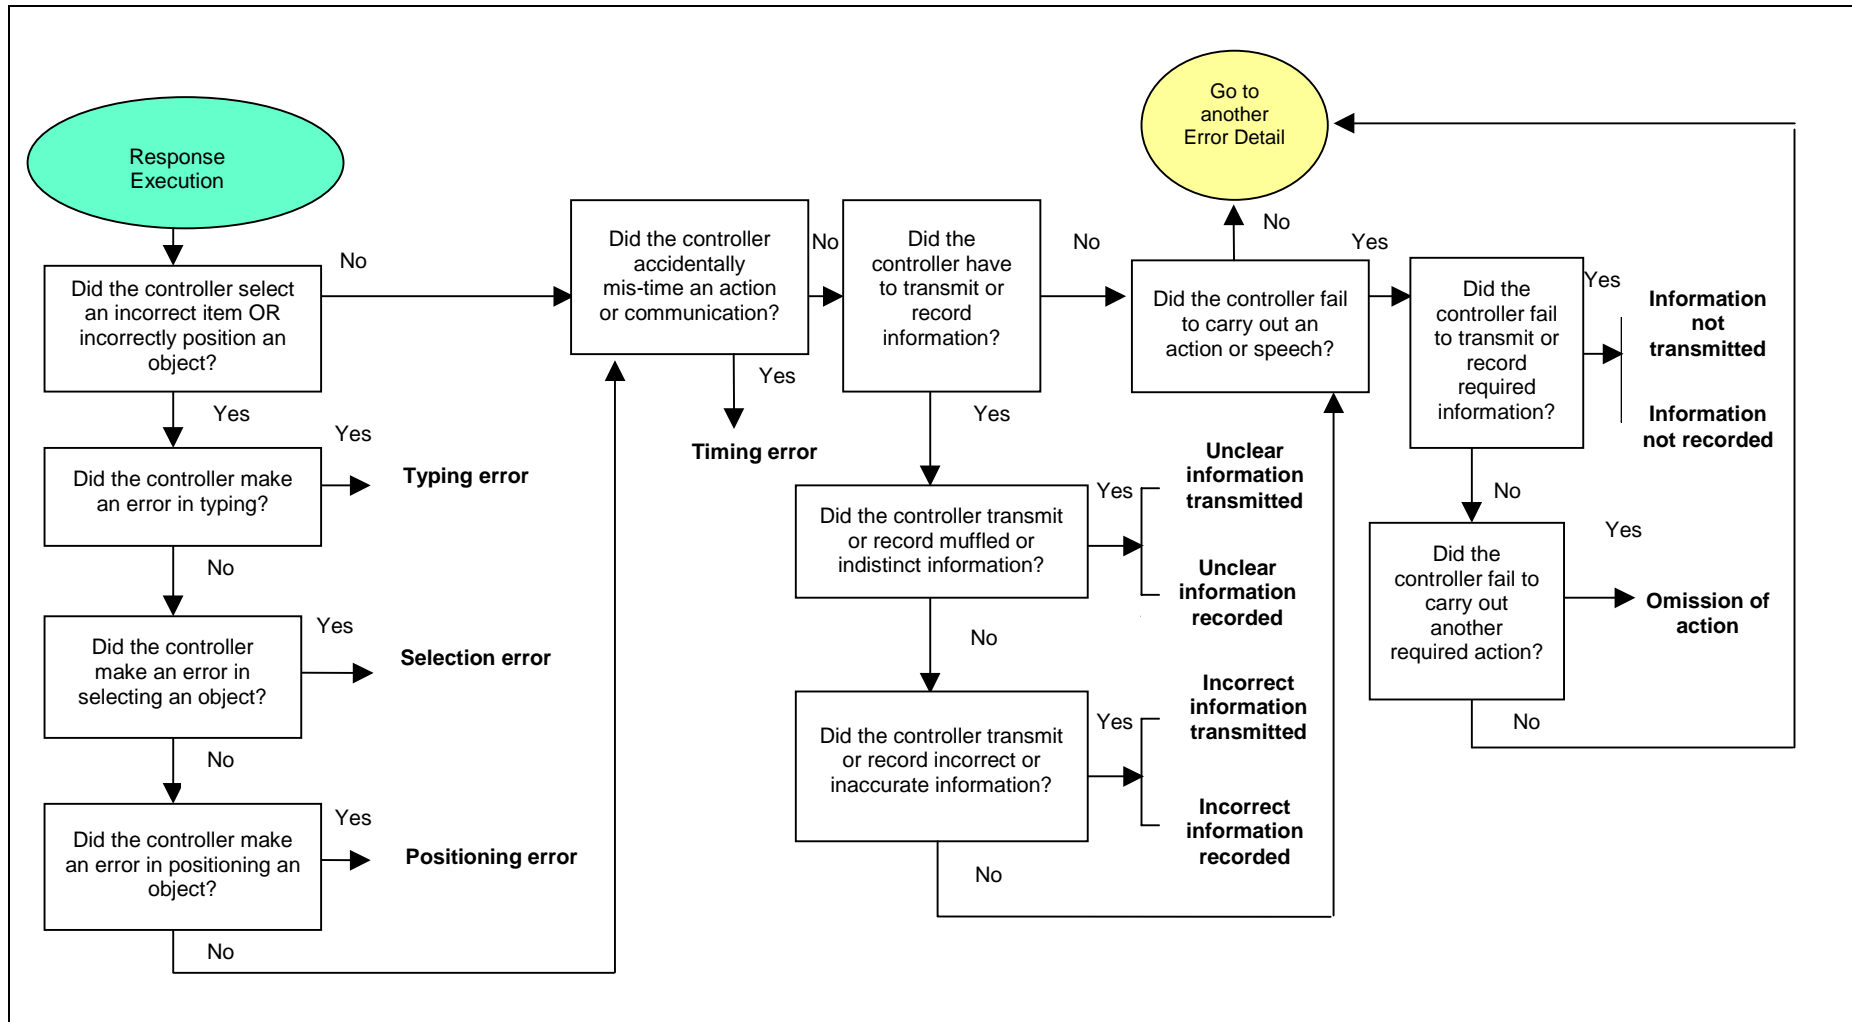 Response
Execution
No
Did the controller select
an incorrect item OR
incorrectly position an
object?
Yes
Yes
Did the controller make
an error in typing?
Typing error
No
Yes
Did the controller
make an error in
selecting an object?
Selection error
No
Yes
Did the controller make
an error in positioning an
object?
Positioning error
No
Did the controller
accidentally
mis-time an action
or communication?
No
Yes
Timing error
Did the
controller have
to transmit or
record
information?
No
Yes
Did the controller transmit
or record muffled or
indistinct information?
Yes
Unclear
information
transmitted
Unclear
information
recorded
No
Did the controller transmit
or record incorrect or
inaccurate information?
Yes
Incorrect
information
transmitted
Incorrect
information
recorded
No
Go to
another
Error Detail
No
Did the controller fail
to carry out an
action or speech?
Yes
Did the
controller fail
to transmit or
record
required
information?
Yes
Information
not
transmitted
Information
not recorded
No
Did the
controller fail to
carry out
another
required action?
Yes
Omission of
action
No